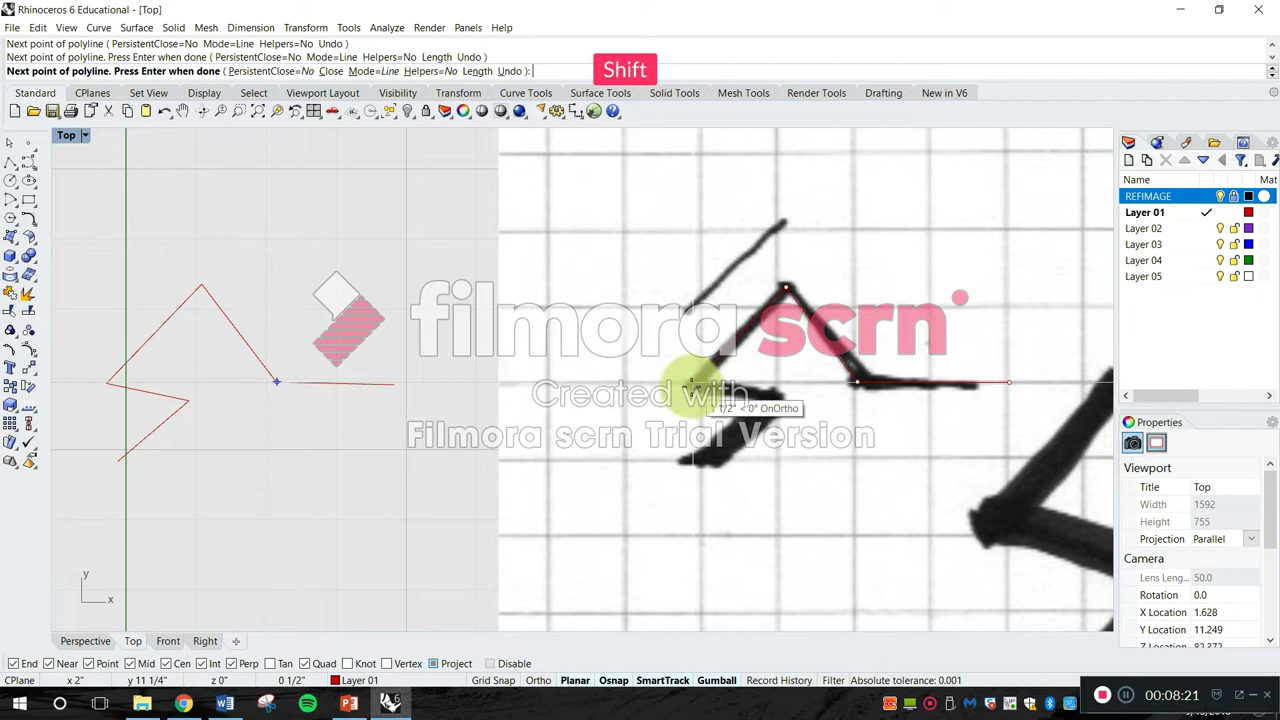 Rhinoceros 6 Educational - [Top]
File Edit View Curve Surface Solid Mesh Dimension Transform Tools Analyze Render Panels Help
Next point of polyline ( PersistentClose=No Mode=Line Helpers=No Undo )
Next point of polyline. Press Enter when done ( PersistentClose=No Mode=Line Helpers=No Length Undo )
Next point of polyline. Press Enter when done ( PersistentClose=No Close Mode=Line Helpers=No Length Undo ):
Shift
Standard CPlanes Set View Display Select Viewport Layout Visibility Transform Curve Tools Surface Tools Solid Tools Mesh Tools Render Tools Drafting New in V6
Top
Name Mat
REFIMAGE
Layer 01
Layer 02
Layer 03
Layer 04
Layer 05
filmora scrn
Created with
1/2" < 0° OnOrtho
Filmora scrn Trial Version
Properties
Viewport
Title Top
Width 1592
Height 755
Projection Parallel
Camera
Lens Leng... 50.0
Rotation 0.0
X Location 1.628
Y Location 11.249
y
x
Perspective Top Front Right
End Near Point Mid Cen Int Perp Tan Quad Knot Vertex Project Disable
CPlane x 2" y 11 1/4" z 0" 0 1/2" Layer 01 Grid Snap Ortho Planar Osnap SmartTrack Gumball Record History Filter Absolute tolerance: 0.001
00:08:21